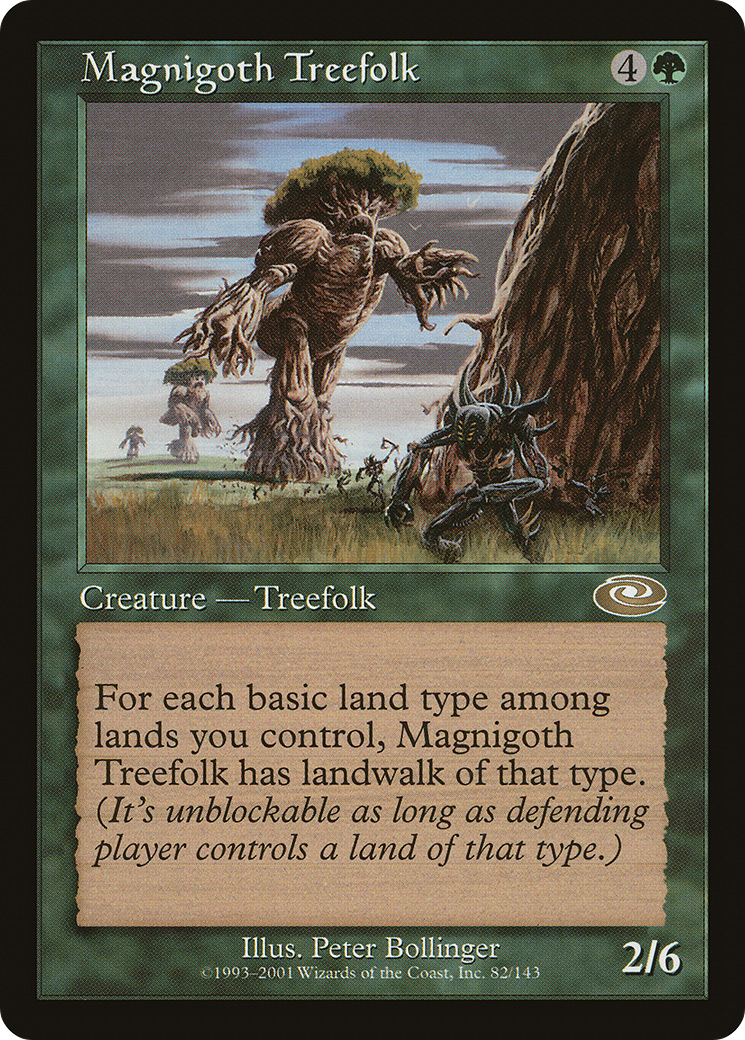 Magnigoth Treefolk 4
Creature — Treefolk
For each basic land type among
lands you control, Magnigoth
Treefolk has landwalk of that type.
(It's unblockable as long as defending
player controls a land of that type.)
Illus. Peter Bollinger
©1993–2001 Wizards of the Coast, Inc. 82/143
2/6